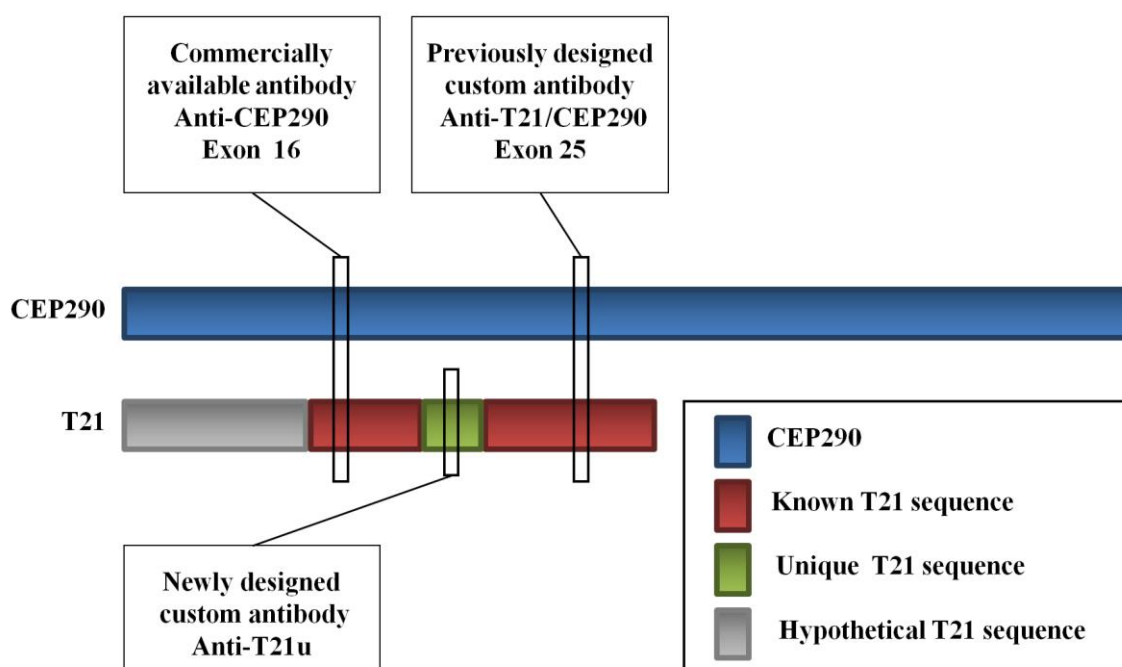 Commercially
available antibody
Anti-CEP290
Exon 16
Previously designed
custom antibody
Anti-T21/CEP290
Exon 25
CEP290
T21
Newly designed
custom antibody
Anti-T21u
CEP290
Known T21 sequence
Unique T21 sequence
Hypothetical T21 sequence